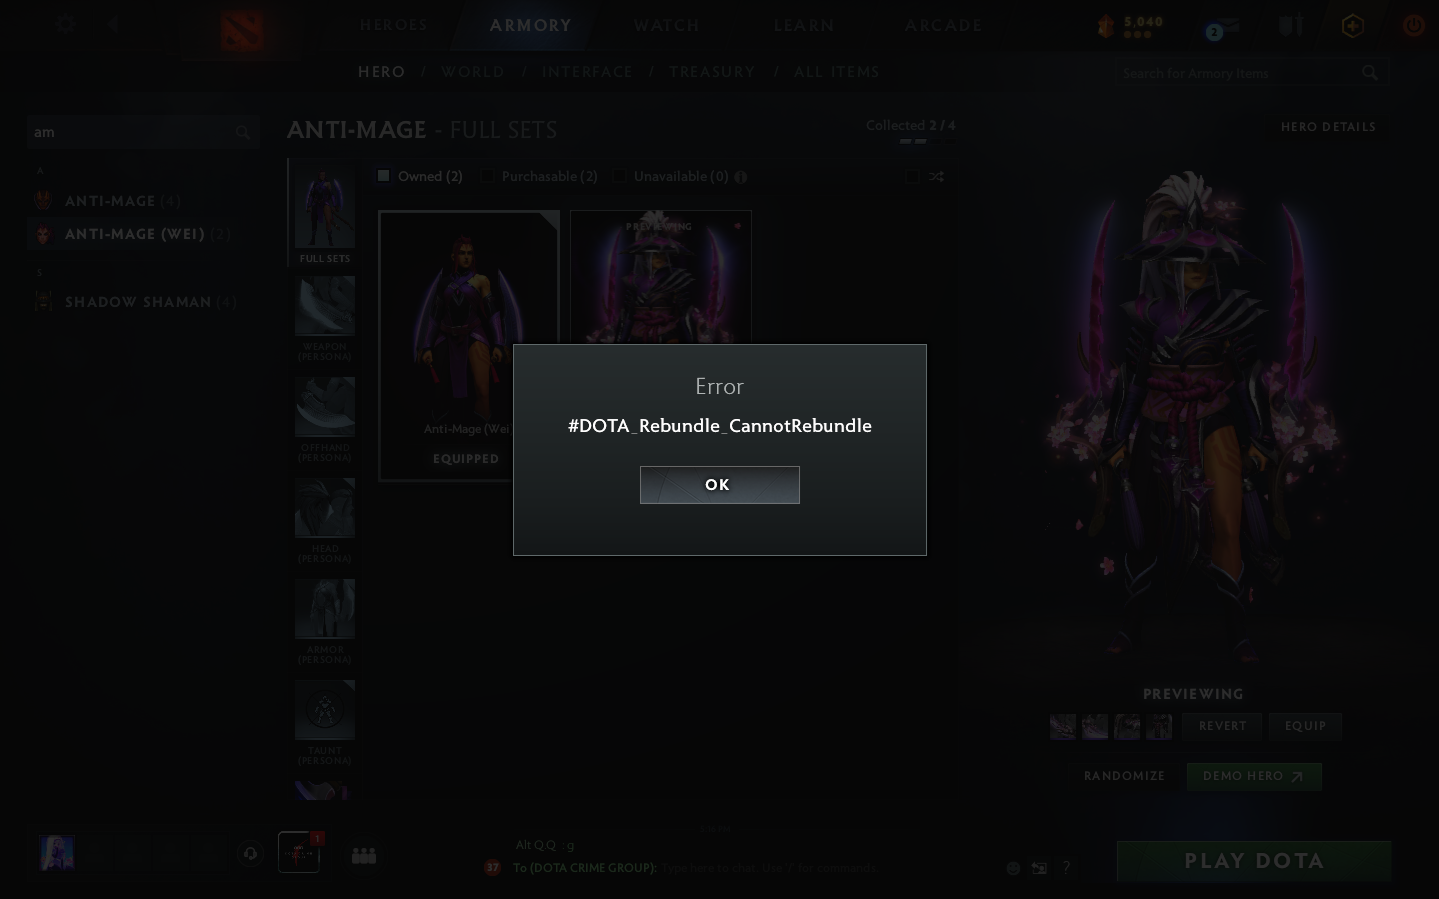 HEROES
ARMORY
WATCH
LEARN
ARCADE
5,040
2
HERO / WORLD / INTERFACE / TREASURY / ALL ITEMS
Search for Armory Items
am
ANTI-MAGE - FULL SETS
Collected 2 / 4
HERO DETAILS
A
Owned (2)
Purchasable (2)
Unavailable (0)
ANTI-MAGE (4)
ANTI-MAGE (WEI) (2)
PREVIEWING
FULL SETS
S
SHADOW SHAMAN (4)
WEAPON
(PERSONA)
Error
#DOTA_Rebundle_CannotRebundle
OK
Anti-Mage (Wei)
EQUIPPED
OFFHAND
(PERSONA)
HEAD
(PERSONA)
ARMOR
(PERSONA)
TAUNT
(PERSONA)
PREVIEWING
REVERT
EQUIP
RANDOMIZE
DEMO HERO
1
Alt Q Q : g
37
To (DOTA CRIME GROUP): Type here to chat. Use '/' for commands.
?
PLAY DOTA